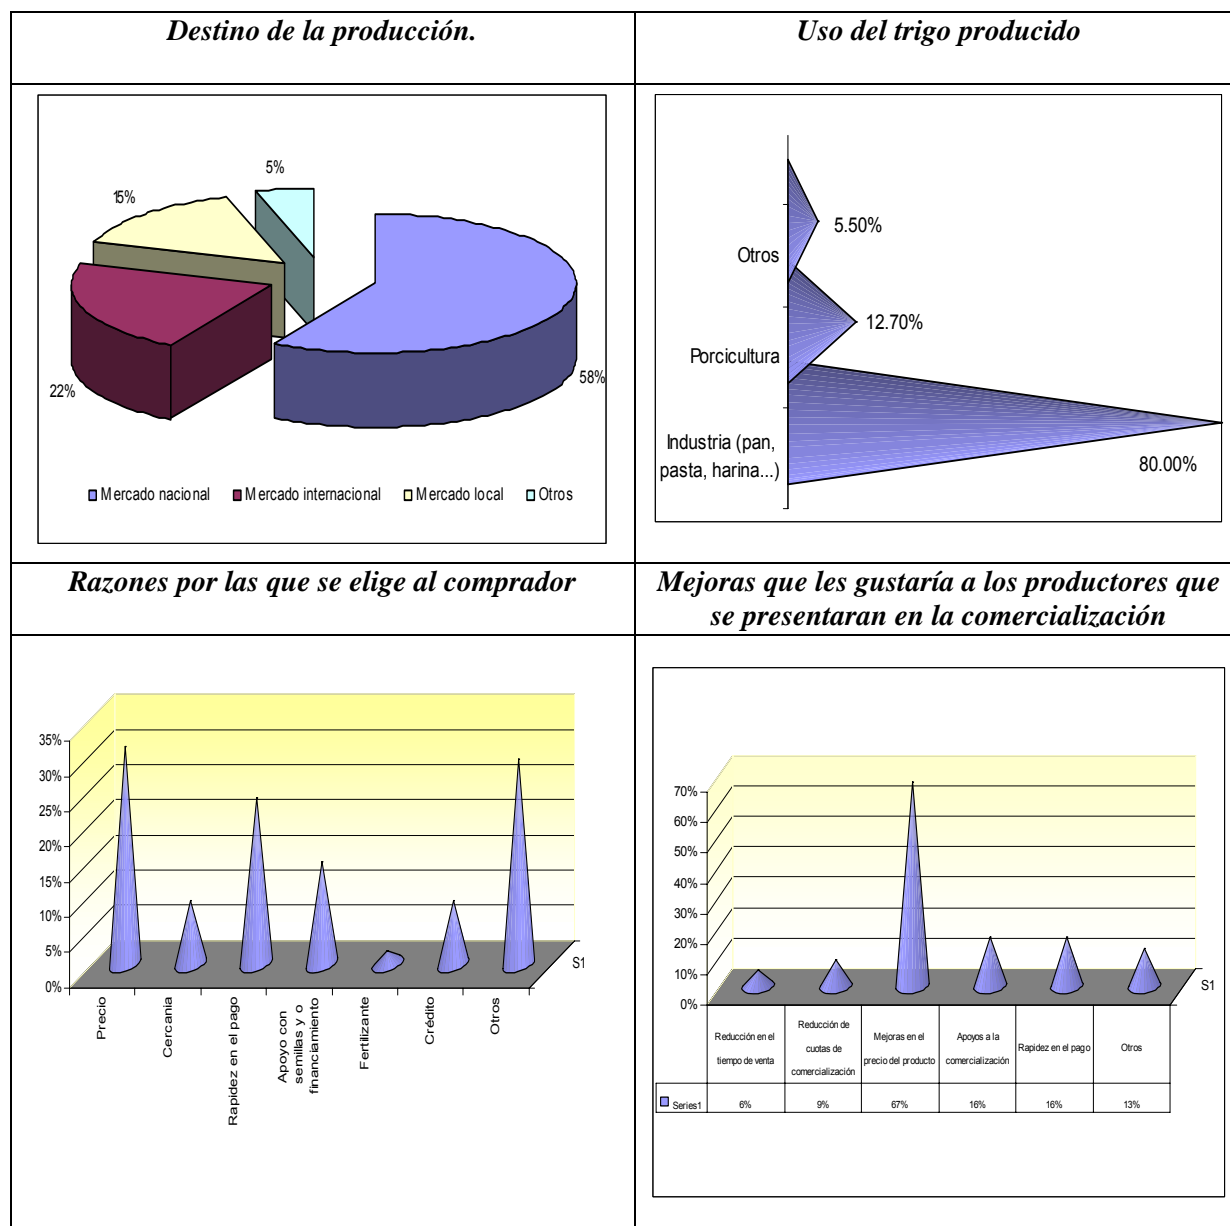 Destino de la producción.
Uso del trigo producido
5%
15%
22%
58%
Mercado nacional Mercado internacional Mercado local Otros
5.50%
Otros
12.70%
Porcicultura
Industria (pan,
pasta, harina...)
80.00%
Razones por las que se elige al comprador
Mejoras que les gustaría a los productores que
se presentaran en la comercialización
35%
30%
25%
20%
15%
10%
5%
0%
S1
Precio
Cercania
Rapidez en el pago
Apoyo con
semillas y o
financiamiento
Fertilizante
Crédito
Otros
70%
60%
50%
40%
30%
20%
10%
0%
S1
Reducción en el
tiempo de venta
Reducción de
cuotas de
comercialización
Mejoras en el
precio del producto
Apoyos a la
comercialización
Rapidez en el pago
Otros
Series1 6% 9% 67% 16% 16% 13%